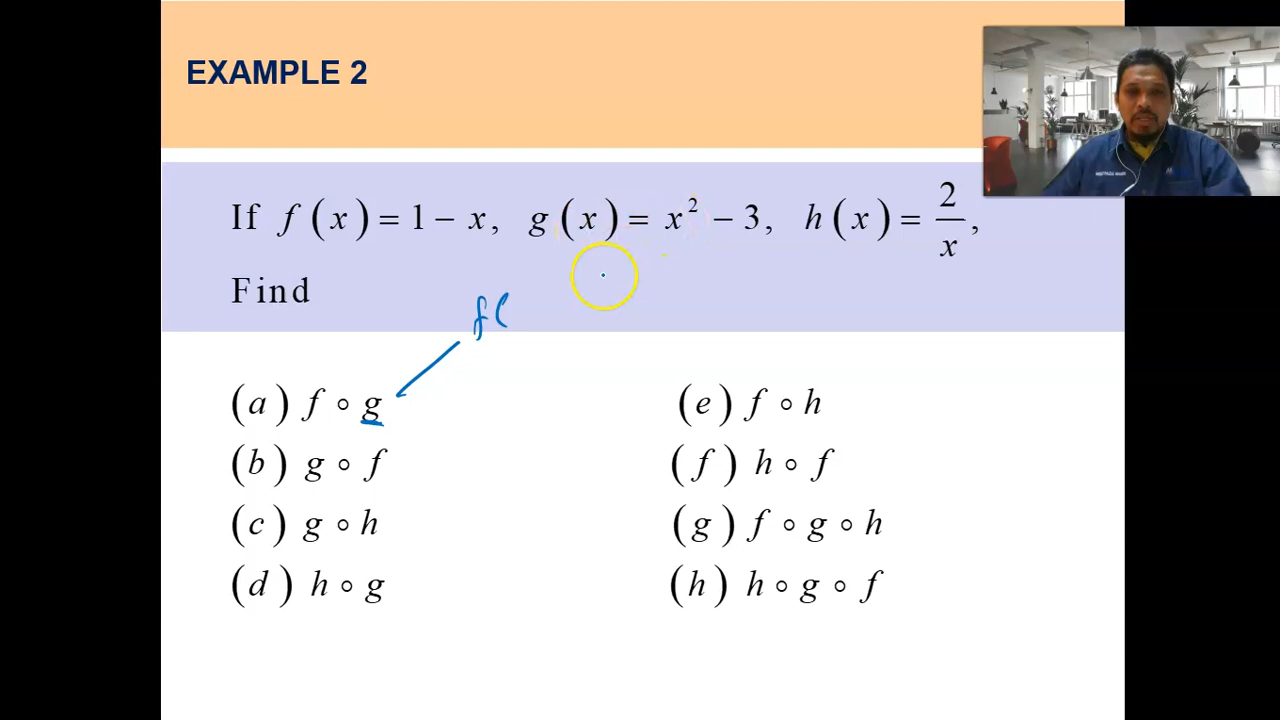 EXAMPLE 2
If f(x) = 1 − x, g(x) = x² − 3, h(x) = 2/x,
Find
f(
(a) f ∘ g
(b) g ∘ f
(c) g ∘ h
(d) h ∘ g
(e) f ∘ h
(f) h ∘ f
(g) f ∘ g ∘ h
(h) h ∘ g ∘ f